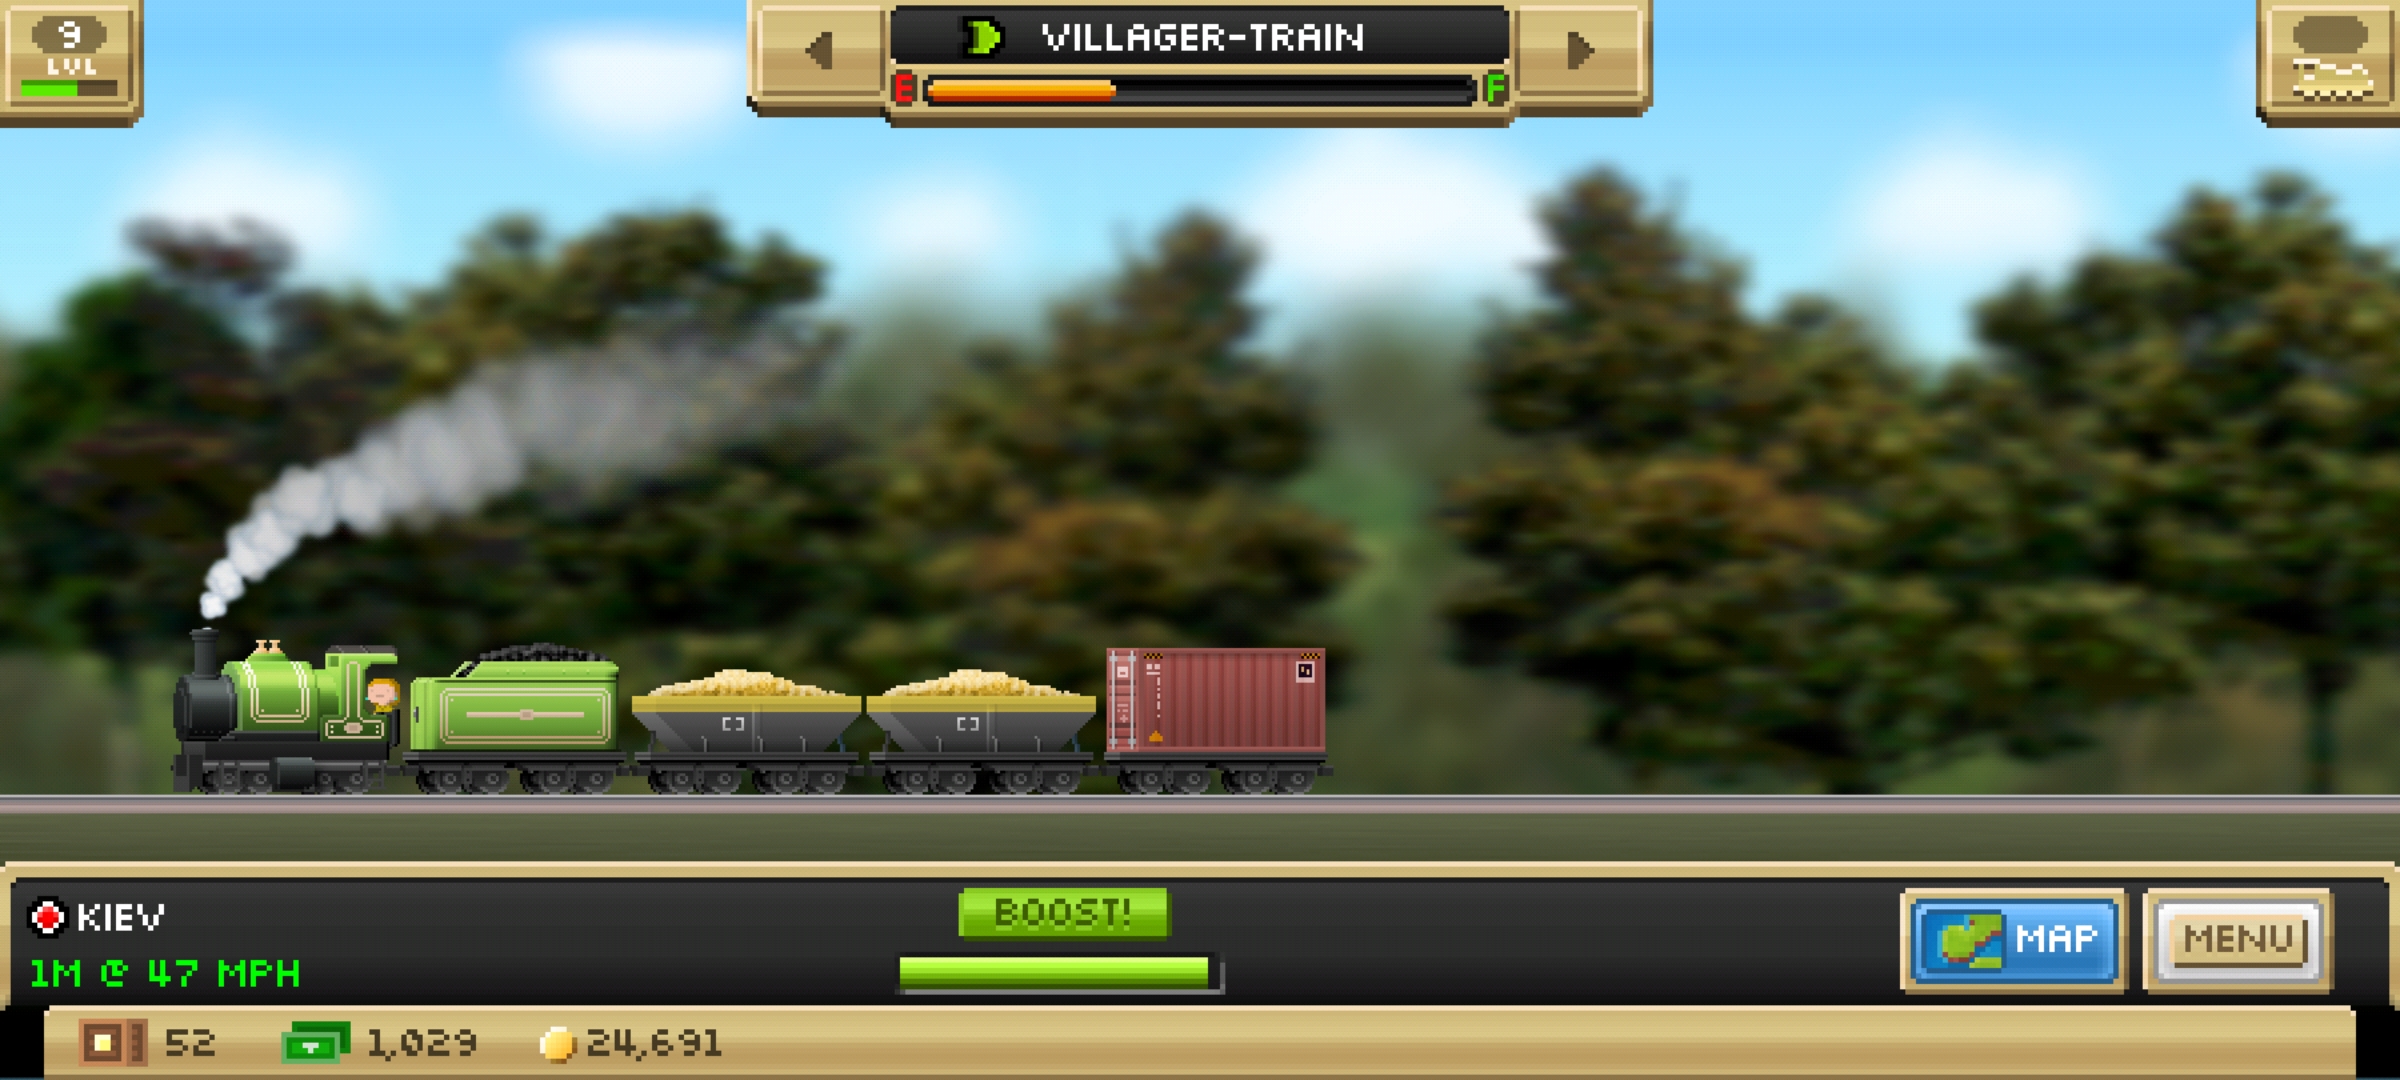 9
LVL
VILLAGER-TRAIN
E F
BOOST!
KIEV
1M @ 47 MPH
MAP
MENU
52 1,029 24,691